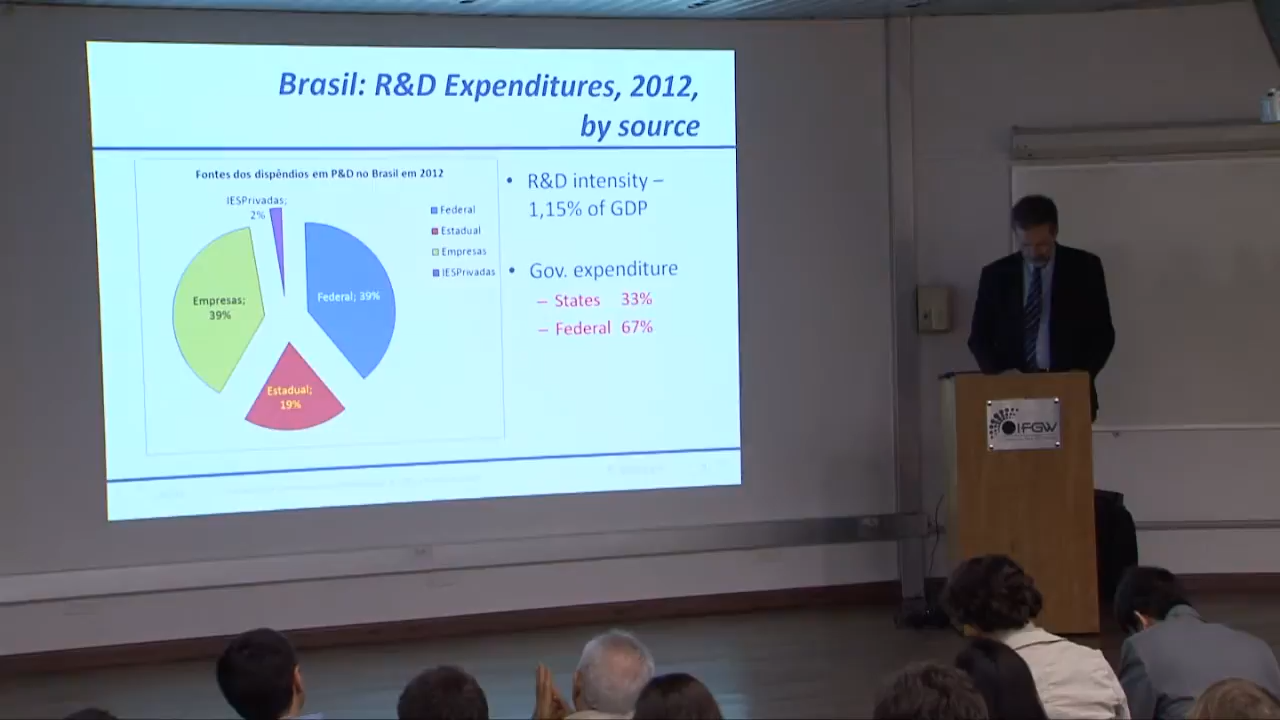 Brasil: R&D Expenditures, 2012,
by source
Fontes dos dispêndios em P&D no Brasil em 2012
IESPrivadas;
2%
Federal; 39%
Empresas;
39%
Estadual;
19%
Federal
Estadual
Empresas
IESPrivadas
• R&D intensity –
1,15% of GDP
• Gov. expenditure
– States 33%
– Federal 67%
IFGW